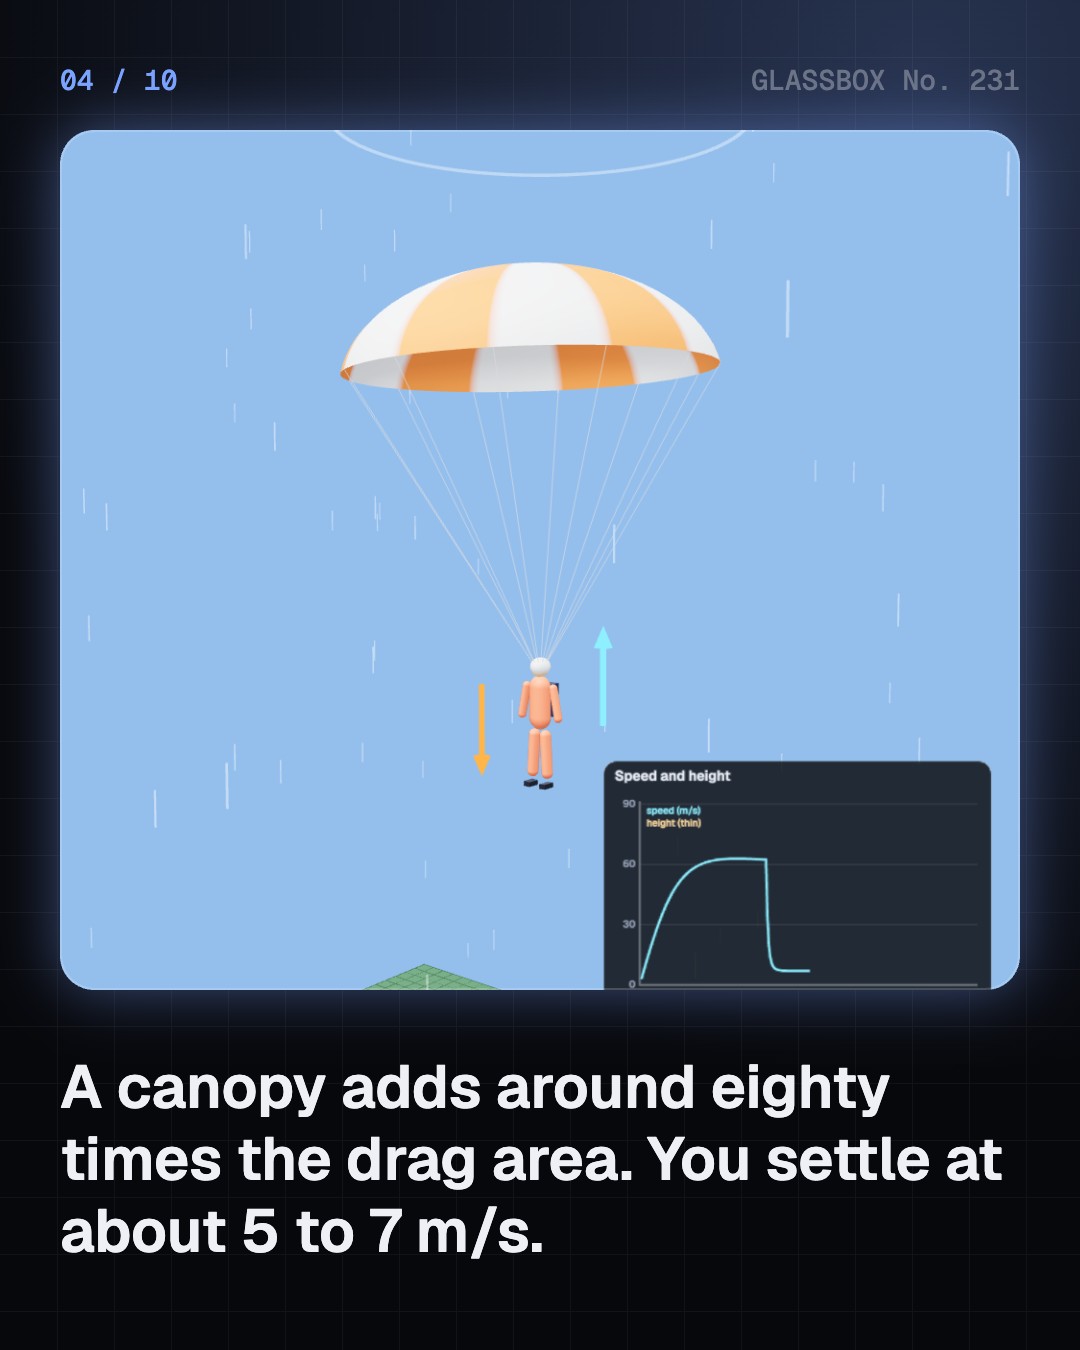 04 / 10
GLASSBOX No. 231
Speed and height
90
speed (m/s)
height (thin)
60
30
0
A canopy adds around eighty
times the drag area. You settle at
about 5 to 7 m/s.